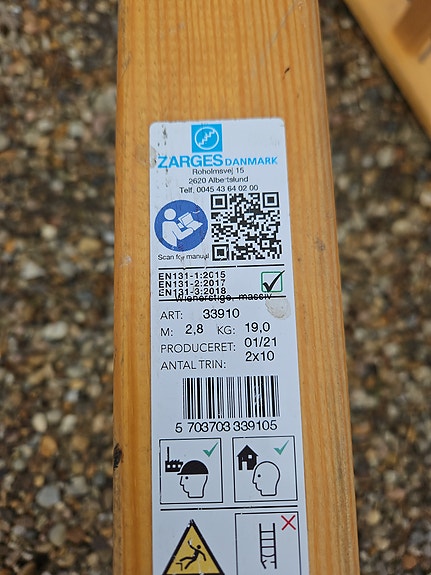 ZARGES DANMARK
Roholmsvej 15
2620 Albertslund
Telf. 0045 43 64 02 00
Scan for manual
EN131-1:2015
EN131-2:2017
EN131-3:2018
Wienerstige, massiv
ART: 33910
M: 2,8 KG: 19,0
PRODUCERET: 01/21
ANTAL TRIN: 2x10
5 703703 339105